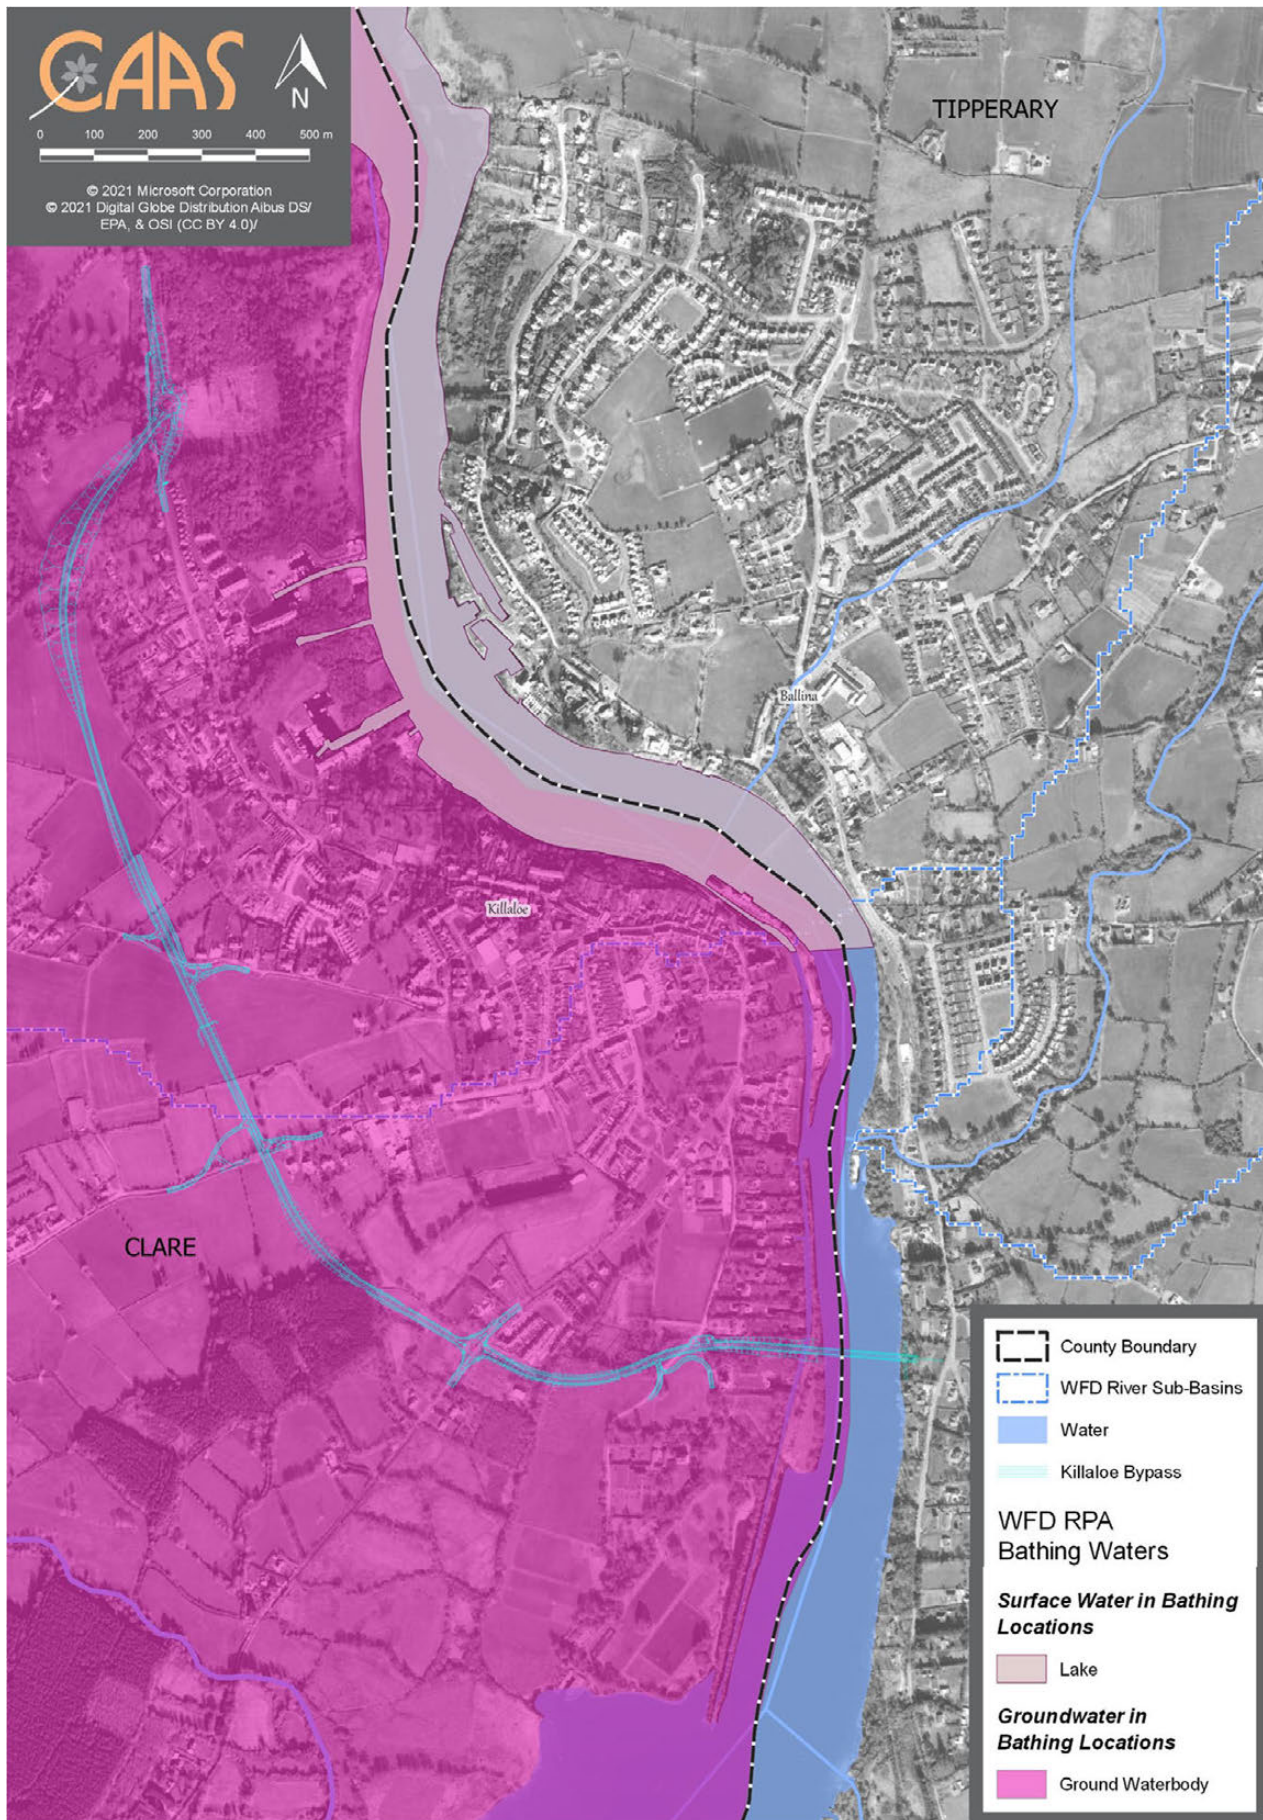 CAAS
N
0 100 200 300 400 500 m
© 2021 Microsoft Corporation
© 2021 Digital Globe Distribution Aibus DS/
EPA, & OSI (CC BY 4.0)/
TIPPERARY
Ballina
Killaloe
CLARE
County Boundary
WFD River Sub-Basins
Water
Killaloe Bypass
WFD RPA
Bathing Waters
Surface Water in Bathing
Locations
Lake
Groundwater in
Bathing Locations
Ground Waterbody